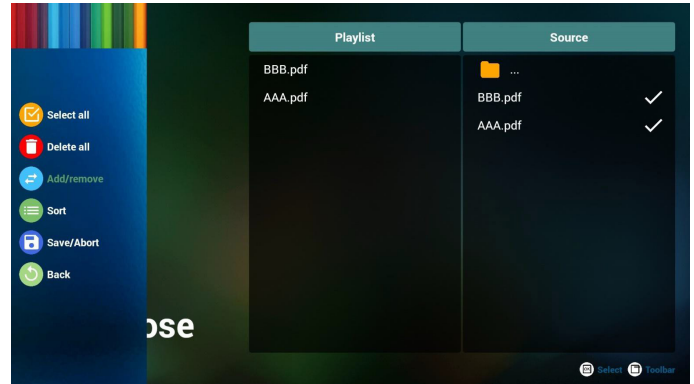 Playlist
Source
BBB.pdf
AAA.pdf
...
BBB.pdf
AAA.pdf
Select all
Delete all
Add/remove
Sort
Save/Abort
Back
ose
Select
Toolbar